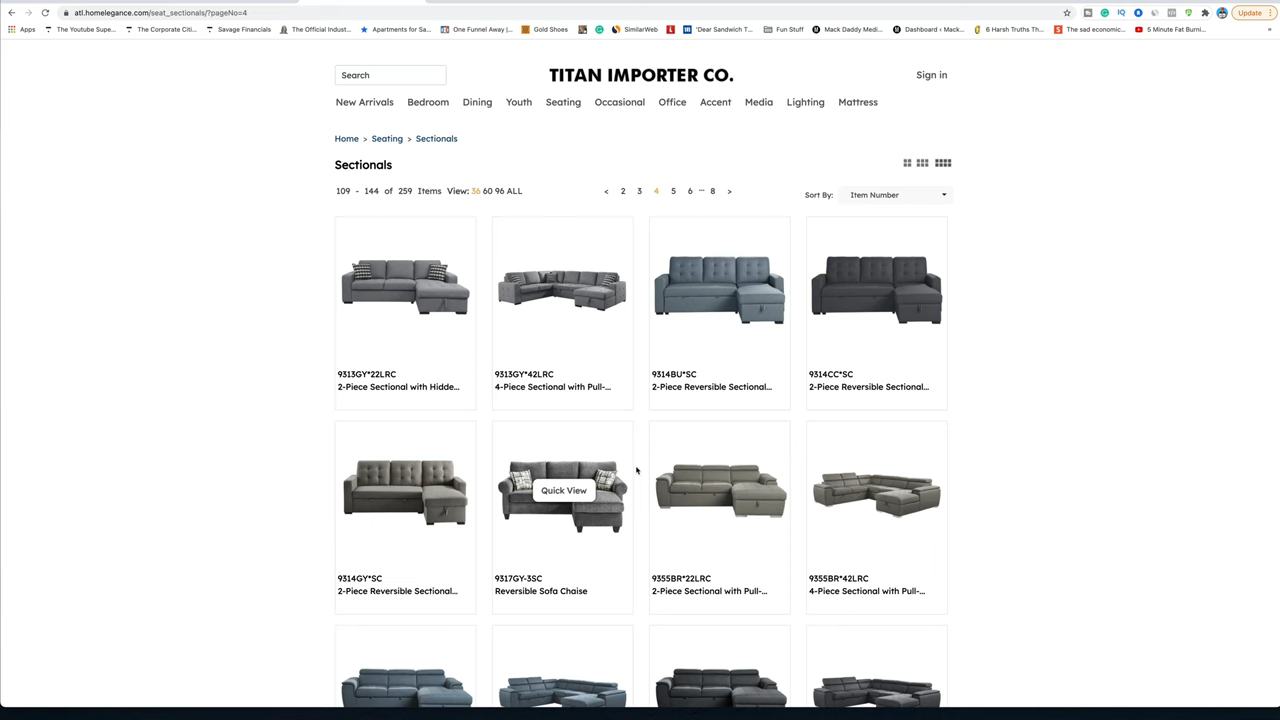 atl.homelegance.com/seat_sectionals/?pageNo=4
Update
Apps
The Youtube Supe...
The Corporate Citi...
Savage Financials
The Official Indust...
Apartments for Sa...
One Funnel Away |...
Gold Shoes
SimilarWeb
'Dear Sandwich T...
Fun Stuff
Mack Daddy Medi...
Dashboard ‹ Mack...
6 Harsh Truths Th...
The sad economic...
5 Minute Fat Burni...
»
Search
TITAN IMPORTER CO.
Sign in
New Arrivals Bedroom Dining Youth Seating Occasional Office Accent Media Lighting Mattress
Home > Seating > Sectionals
Sectionals
109 - 144 of 259 Items View: 36 60 96 ALL
< 2 3 4 5 6 ... 8 >
Sort By: Item Number
9313GY*22LRC
2-Piece Sectional with Hidde...
9313GY*42LRC
4-Piece Sectional with Pull-...
9314BU*SC
2-Piece Reversible Sectional...
9314CC*SC
2-Piece Reversible Sectional...
Quick View
9314GY*SC
2-Piece Reversible Sectional...
9317GY-3SC
Reversible Sofa Chaise
9355BR*22LRC
2-Piece Sectional with Pull-...
9355BR*42LRC
4-Piece Sectional with Pull-...